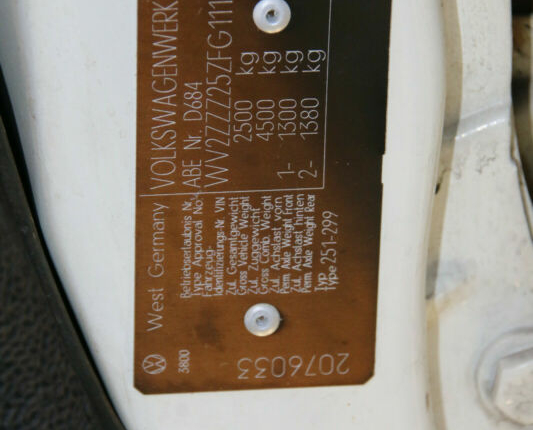 West Germany VOLKSWAGENWERK
Betriebserlaubnis Nr. ABE Nr. D684
Type Approval No.
Fahrzeug
Identifizierungs-Nr. VIN WV2ZZZ25ZFG111
Zul. Gesamtgewicht 2500 kg
Gross Vehicle Weight
Zul. Zuggewicht 4500 kg
Gross Comb. Weight
Zul. Achslast vorn 1- 1300 kg
Perm. Axle Weight Front
Zul. Achslast hinten 2- 1380 kg
Perm. Axle Weight Rear
Typ 251-299
Type
3800
2076033